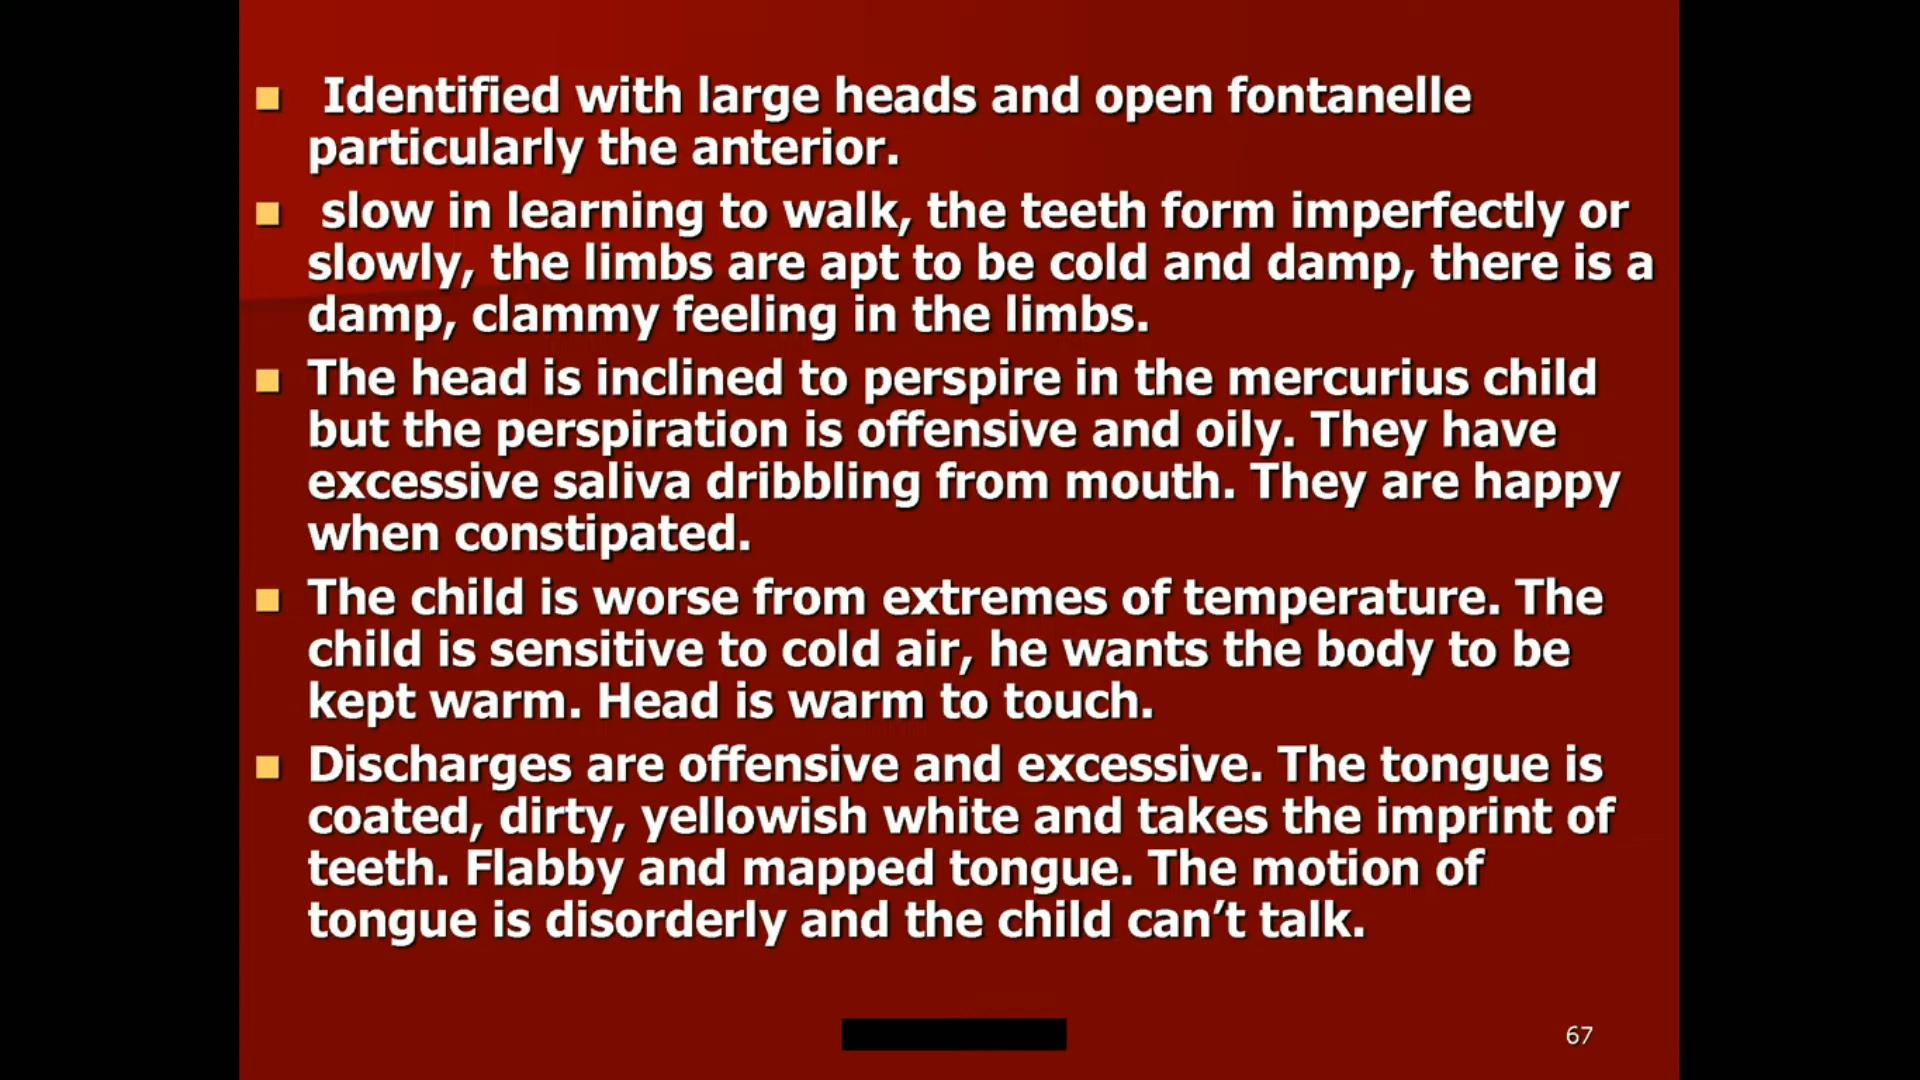 Identified with large heads and open fontanelle
particularly the anterior.
slow in learning to walk, the teeth form imperfectly or
slowly, the limbs are apt to be cold and damp, there is a
damp, clammy feeling in the limbs.
The head is inclined to perspire in the mercurius child
but the perspiration is offensive and oily. They have
excessive saliva dribbling from mouth. They are happy
when constipated.
The child is worse from extremes of temperature. The
child is sensitive to cold air, he wants the body to be
kept warm. Head is warm to touch.
Discharges are offensive and excessive. The tongue is
coated, dirty, yellowish white and takes the imprint of
teeth. Flabby and mapped tongue. The motion of
tongue is disorderly and the child can’t talk.
67